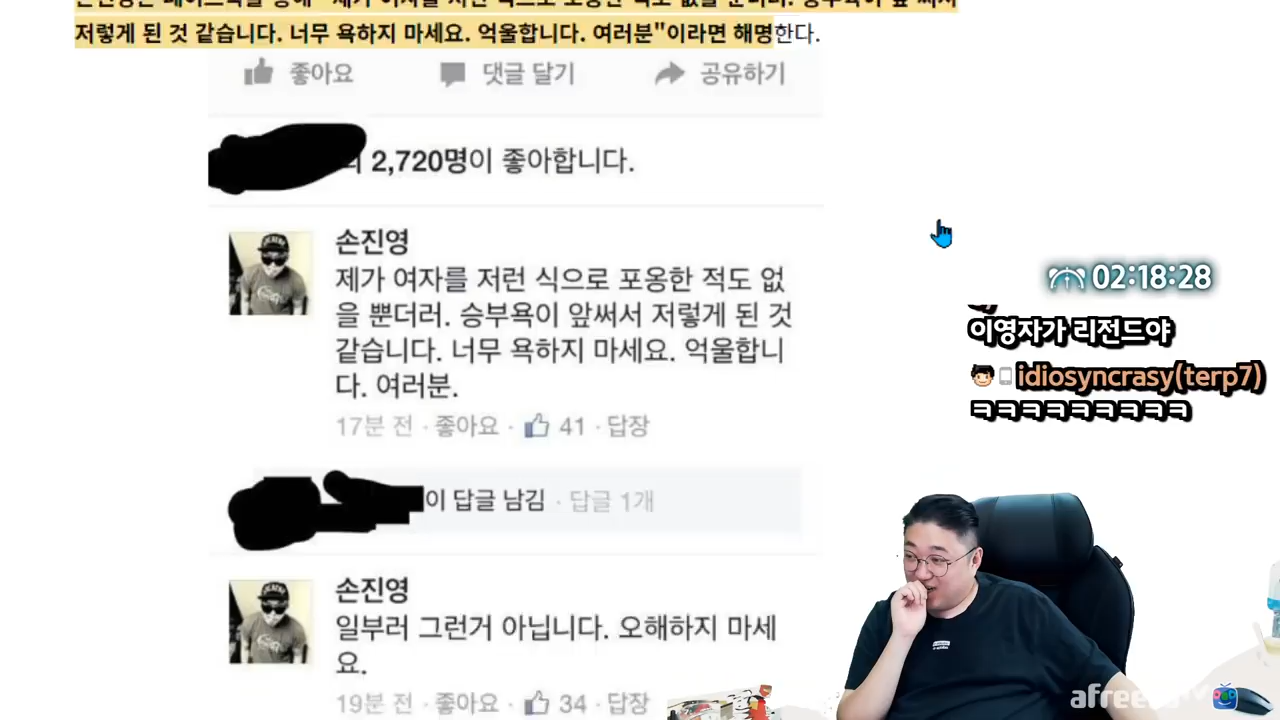 저렇게 된 것 같습니다. 너무 욕하지 마세요. 억울합니다. 여러분"이라면 해명한다.
좋아요 댓글 달기 공유하기
2,720명이 좋아합니다.
손진영
제가 여자를 저런 식으로 포옹한 적도 없
을 뿐더러. 승부욕이 앞써서 저렇게 된 것
같습니다. 너무 욕하지 마세요. 억울합니
다. 여러분.
17분 전 · 좋아요 · 41 · 답장
이 답글 남김 · 답글 1개
손진영
일부러 그런거 아닙니다. 오해하지 마세
요.
19분 전 · 좋아요 · 34 · 답장
02:18:28
이영자가 리전드야
idiosyncrasy(terp7)
ㅋㅋㅋㅋㅋㅋㅋㅋㅋ